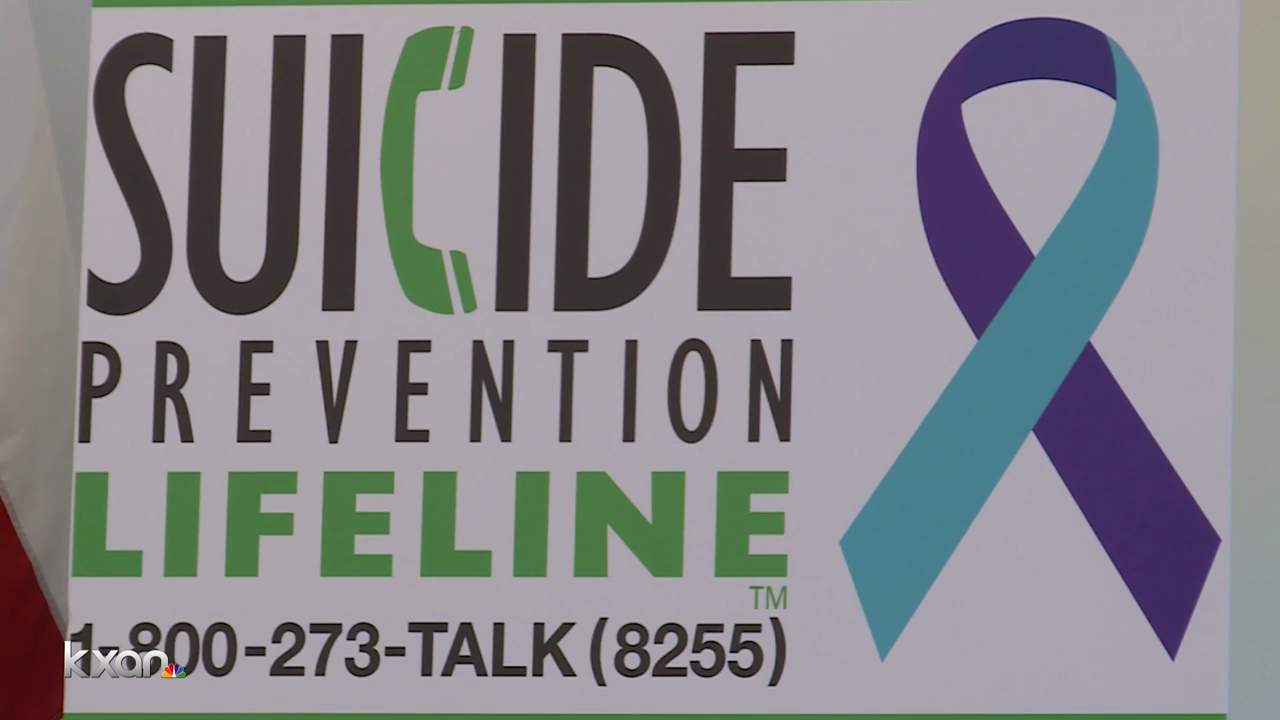 SUICIDE
PREVENTION
LIFELINE
TM
1-800-273-TALK (8255)
kxan